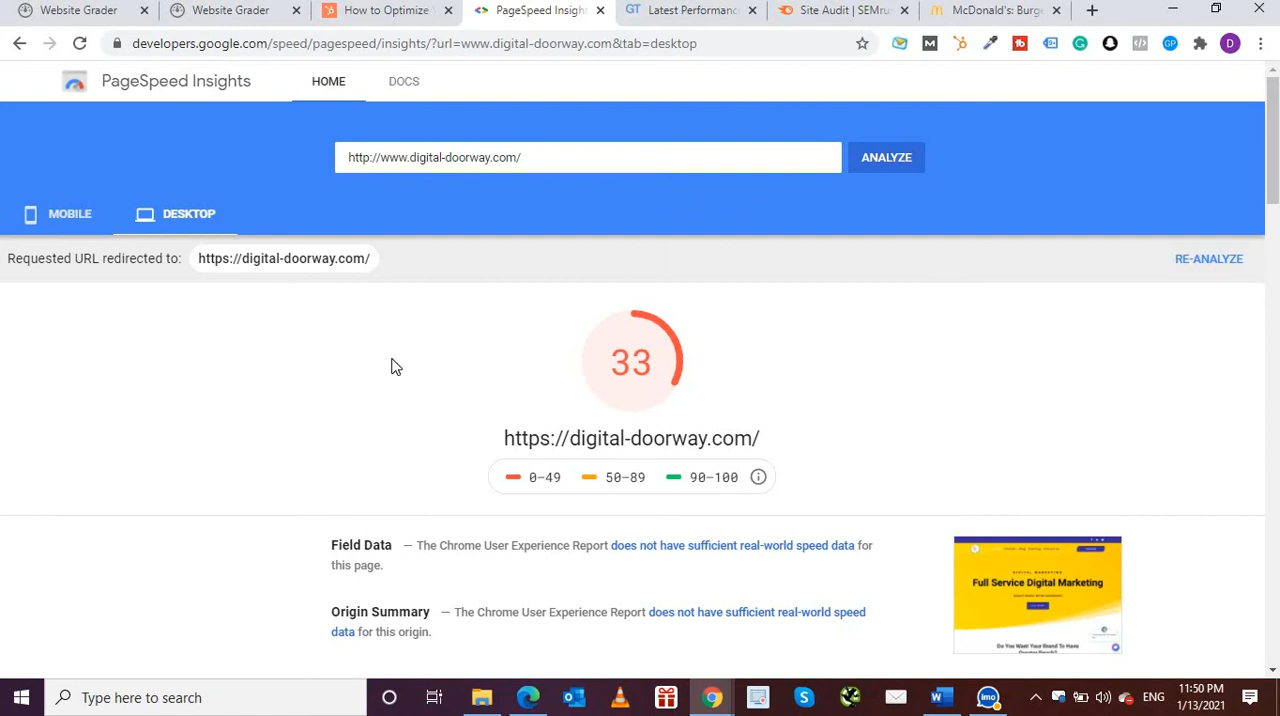 Website Grader
Website Grader
How to Optimize
PageSpeed Insigh
GT Latest Performanc
Site Audit | SEMru
McDonald's: Burge
developers.google.com/speed/pagespeed/insights/?url=www.digital-doorway.com&tab=desktop
PageSpeed Insights
HOME
DOCS
http://www.digital-doorway.com/
ANALYZE
MOBILE
DESKTOP
Requested URL redirected to: https://digital-doorway.com/
RE-ANALYZE
33
https://digital-doorway.com/
0–49 50–89 90–100
Field Data — The Chrome User Experience Report does not have sufficient real-world speed data for
this page.
Origin Summary — The Chrome User Experience Report does not have sufficient real-world speed
data for this origin.
DIGITAL MARKETING
Full Service Digital Marketing
Do You Want Your Brand To Have
Greater Reach?
Type here to search
ENG
11:50 PM
1/13/2021